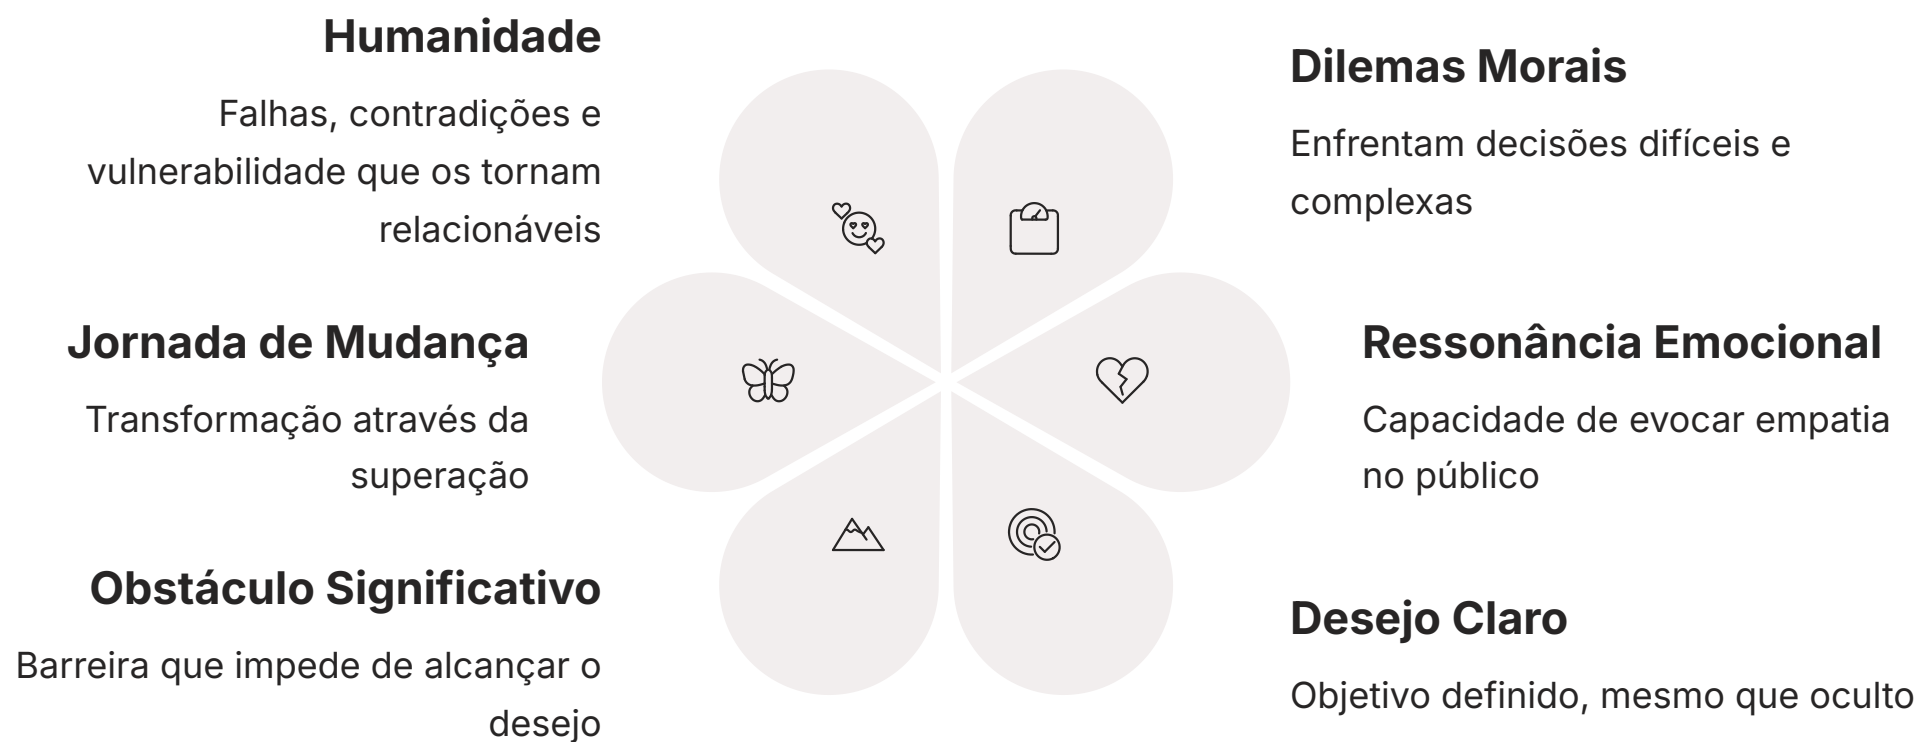 Humanidade
Falhas, contradições e
vulnerabilidade que os tornam
relacionáveis
Dilemas Morais
Enfrentam decisões difíceis e
complexas
Jornada de Mudança
Transformação através da
superação
Ressonância Emocional
Capacidade de evocar empatia
no público
Obstáculo Significativo
Barreira que impede de alcançar o
desejo
Desejo Claro
Objetivo definido, mesmo que oculto